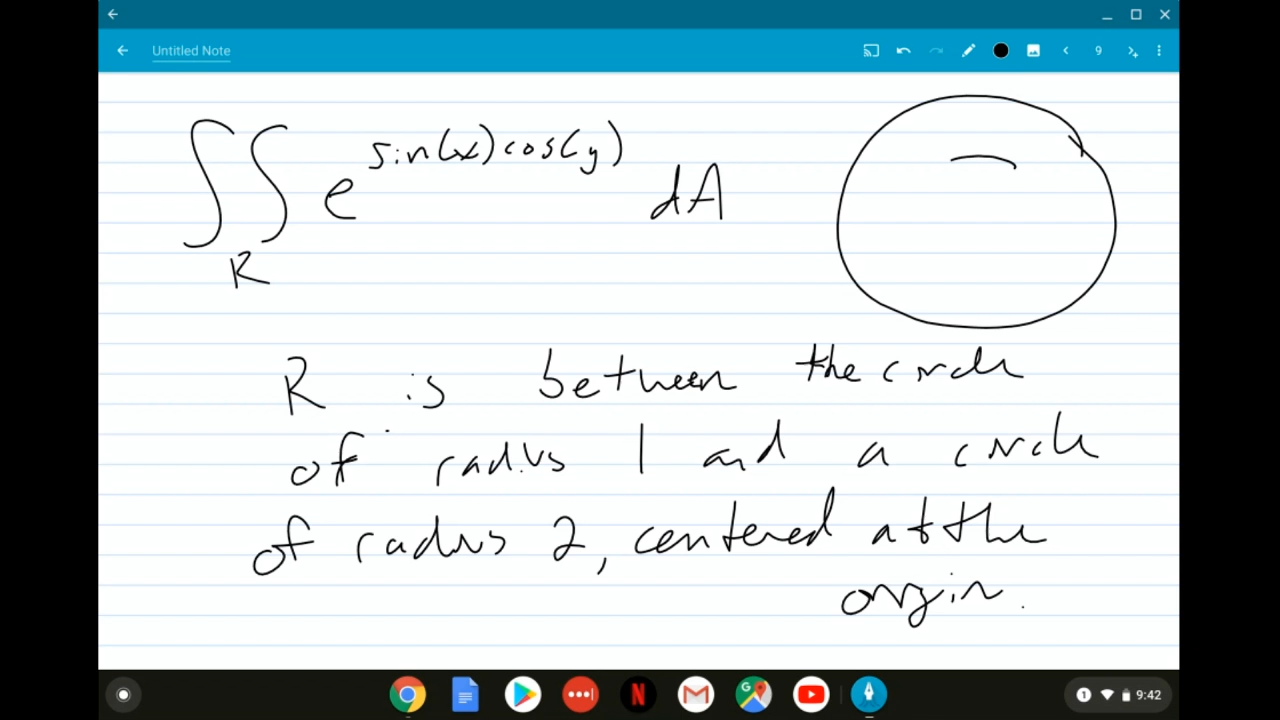 Untitled Note
9
∬_R e^{sin(x)cos(y)} dA
R is between the circle
of radius 1 and a circle
of radius 2, centered at the
origin.
1 9:42